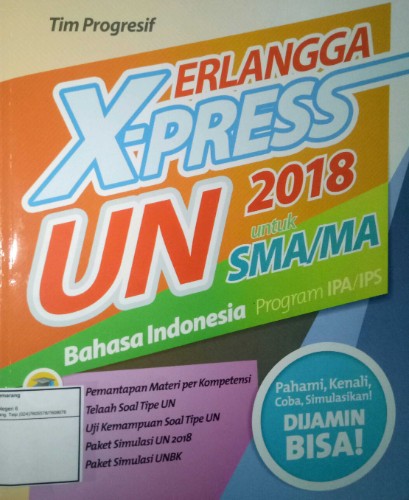 Tim Progresif
ERLANGGA
X-PRESS
UN 2018
untuk
SMA/MA
Bahasa Indonesia Program IPA/IPS
Pemantapan Materi per Kompetensi
Telaah Soal Tipe UN
Uji Kemampuan Soal Tipe UN
Paket Simulasi UN 2018
Paket Simulasi UNBK
Pahami, Kenali,
Coba, Simulasikan!
DIJAMIN
BISA!